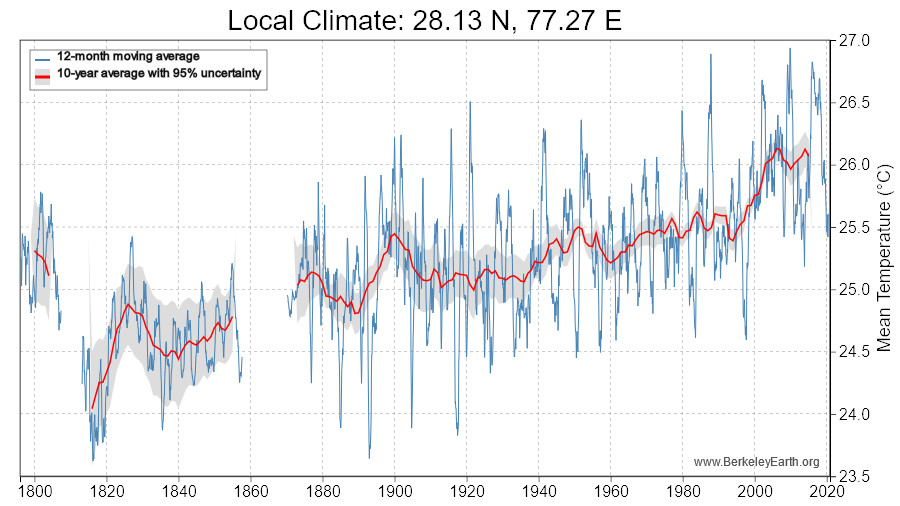 Local Climate: 28.13 N, 77.27 E
12-month moving average
10-year average with 95% uncertainty
27.0
26.5
26.0
25.5
25.0
24.5
24.0
23.5
Mean Temperature (°C)
www.BerkeleyEarth.org
1800 1820 1840 1860 1880 1900 1920 1940 1960 1980 2000 2020